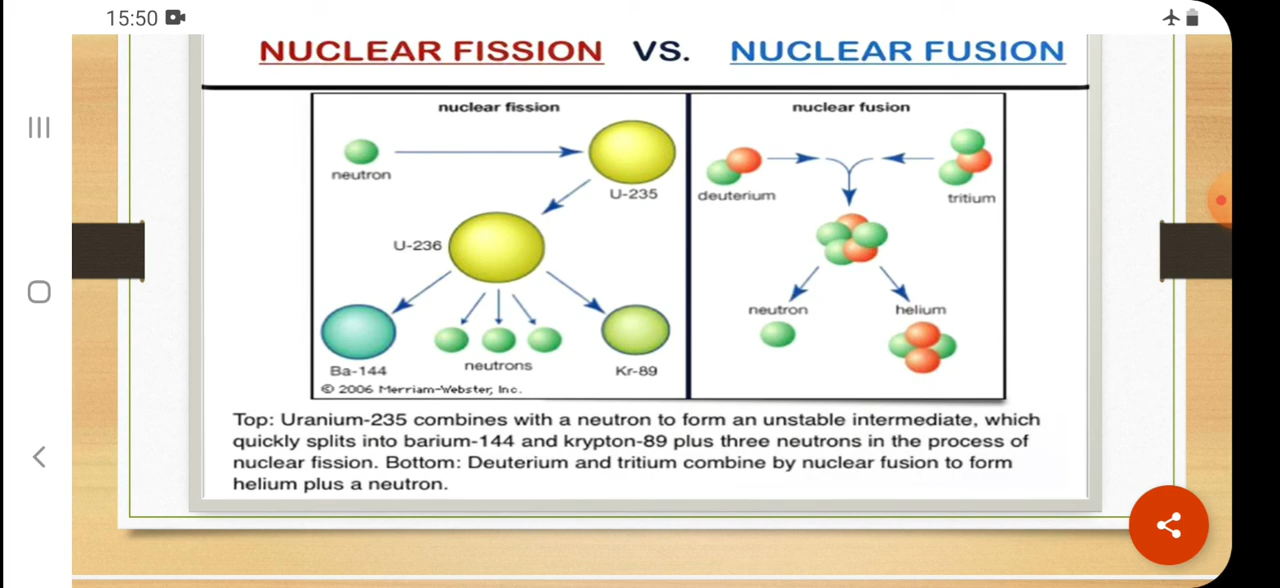 15:50
NUCLEAR FISSION VS. NUCLEAR FUSION
nuclear fission
neutron
U-235
U-236
Ba-144
neutrons
Kr-89
© 2006 Merriam-Webster, Inc.
nuclear fusion
deuterium
tritium
neutron
helium
Top: Uranium-235 combines with a neutron to form an unstable intermediate, which
quickly splits into barium-144 and krypton-89 plus three neutrons in the process of
nuclear fission. Bottom: Deuterium and tritium combine by nuclear fusion to form
helium plus a neutron.